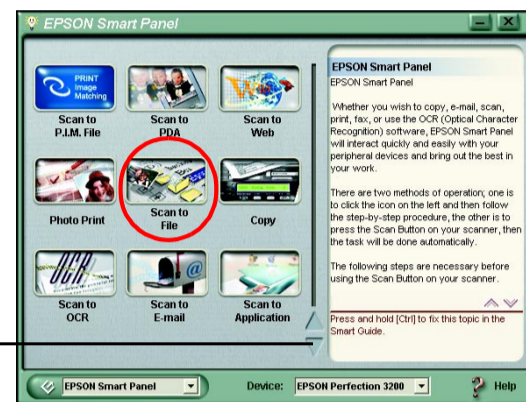 EPSON Smart Panel
PRINT
Image
Matching
Scan to
P.I.M. File
Scan to
PDA
Scan to
Web
Photo Print
Scan to
File
Copy
OCR
Scan to
OCR
@
Scan to
E-mail
Scan to
Application
EPSON Smart Panel
EPSON Smart Panel
Whether you wish to copy, e-mail, scan,
print, fax, or use the OCR (Optical Character
Recognition) software, EPSON Smart Panel
will interact quickly and easily with your
peripheral devices and bring out the best in
your work.
There are two methods of operation; one is
to click the icon on the left and then follow
the step-by-step procedure, the other is to
press the Scan Button on your scanner, then
the task will be done automatically.
The following steps are necessary before
using the Scan Button on your scanner.
Press and hold [Ctrl] to fix this topic in the
Smart Guide.
EPSON Smart Panel
Device: EPSON Perfection 3200
Help